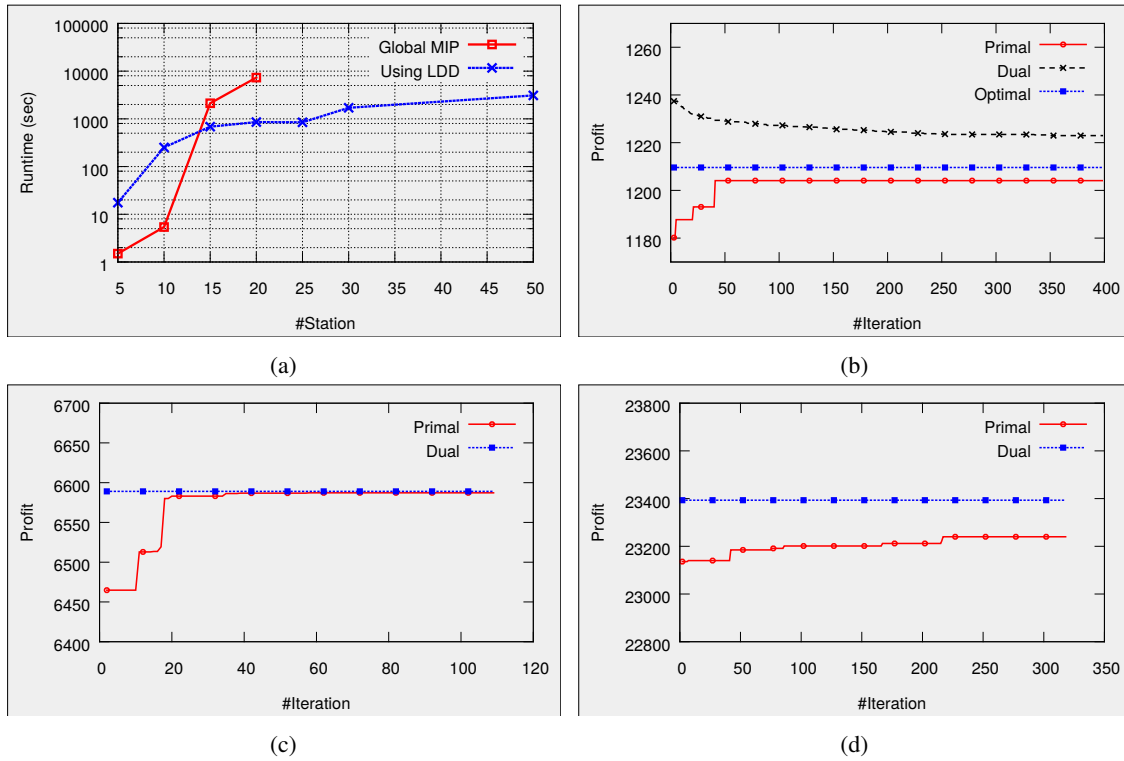 100000
10000
1000
100
10
1
Runtime (sec)
Global MIP
Using LDD
5 10 15 20 25 30 35 40 45 50
#Station
(a)
1260
1240
1220
1200
1180
Profit
Primal
Dual
Optimal
0 50 100 150 200 250 300 350 400
#Iteration
(b)
6700
6650
6600
6550
6500
6450
6400
Profit
Primal
Dual
0 20 40 60 80 100 120
#Iteration
(c)
23800
23600
23400
23200
23000
22800
Profit
Primal
Dual
0 50 100 150 200 250 300 350
#Iteration
(d)